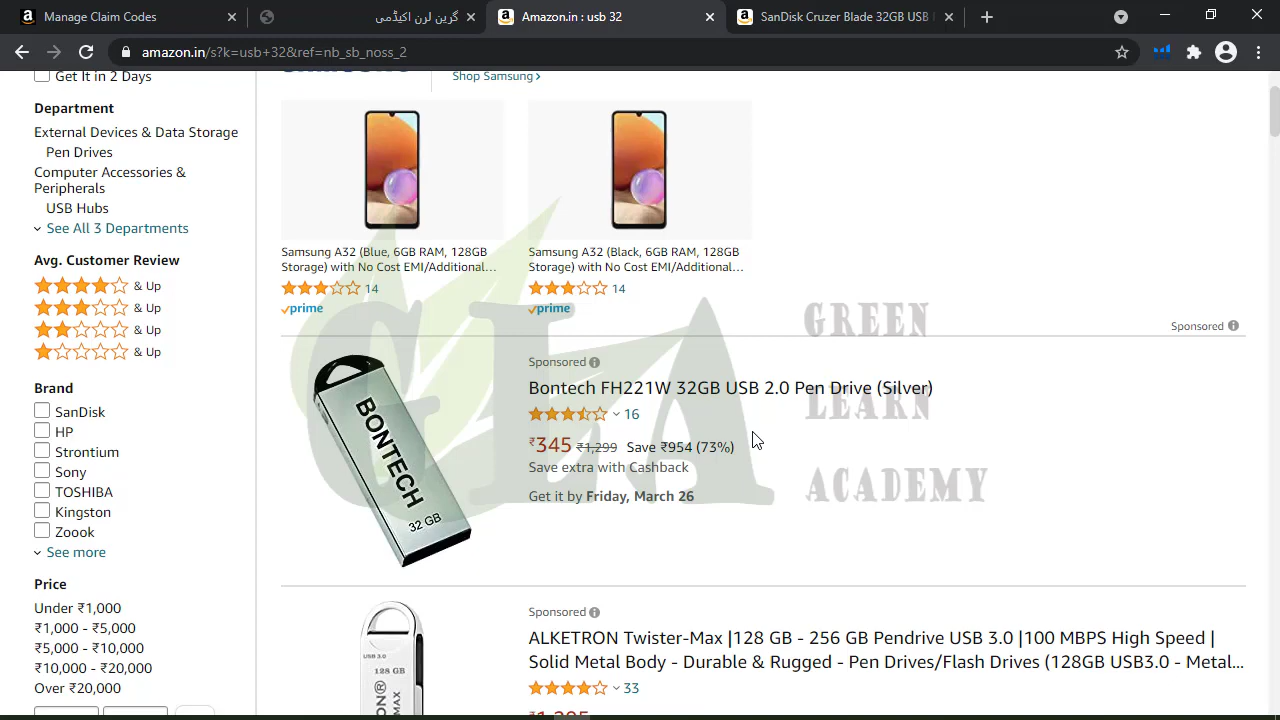 Manage Claim Codes
گرین لرن اکیڈمی
Amazon.in : usb 32
SanDisk Cruzer Blade 32GB USB
amazon.in/s?k=usb+32&ref=nb_sb_noss_2
Get It in 2 Days
Department
External Devices & Data Storage
Pen Drives
Computer Accessories &
Peripherals
USB Hubs
See All 3 Departments
Avg. Customer Review
& Up
& Up
& Up
& Up
Brand
SanDisk
HP
Strontium
Sony
TOSHIBA
Kingston
Zoook
See more
Price
Under ₹1,000
₹1,000 - ₹5,000
₹5,000 - ₹10,000
₹10,000 - ₹20,000
Over ₹20,000
Shop Samsung ›
Samsung A32 (Blue, 6GB RAM, 128GB
Storage) with No Cost EMI/Additional...
14
prime
Samsung A32 (Black, 6GB RAM, 128GB
Storage) with No Cost EMI/Additional...
14
prime
Sponsored
GLA
GREEN
LEARN
ACADEMY
BONTECH
32 GB
Sponsored
Bontech FH221W 32GB USB 2.0 Pen Drive (Silver)
16
₹345 ₹1,299 Save ₹954 (73%)
Save extra with Cashback
Get it by Friday, March 26
USB 3.0
128 GB
Sponsored
ALKETRON Twister-Max |128 GB - 256 GB Pendrive USB 3.0 |100 MBPS High Speed |
Solid Metal Body - Durable & Rugged - Pen Drives/Flash Drives (128GB USB3.0 - Metal...
33